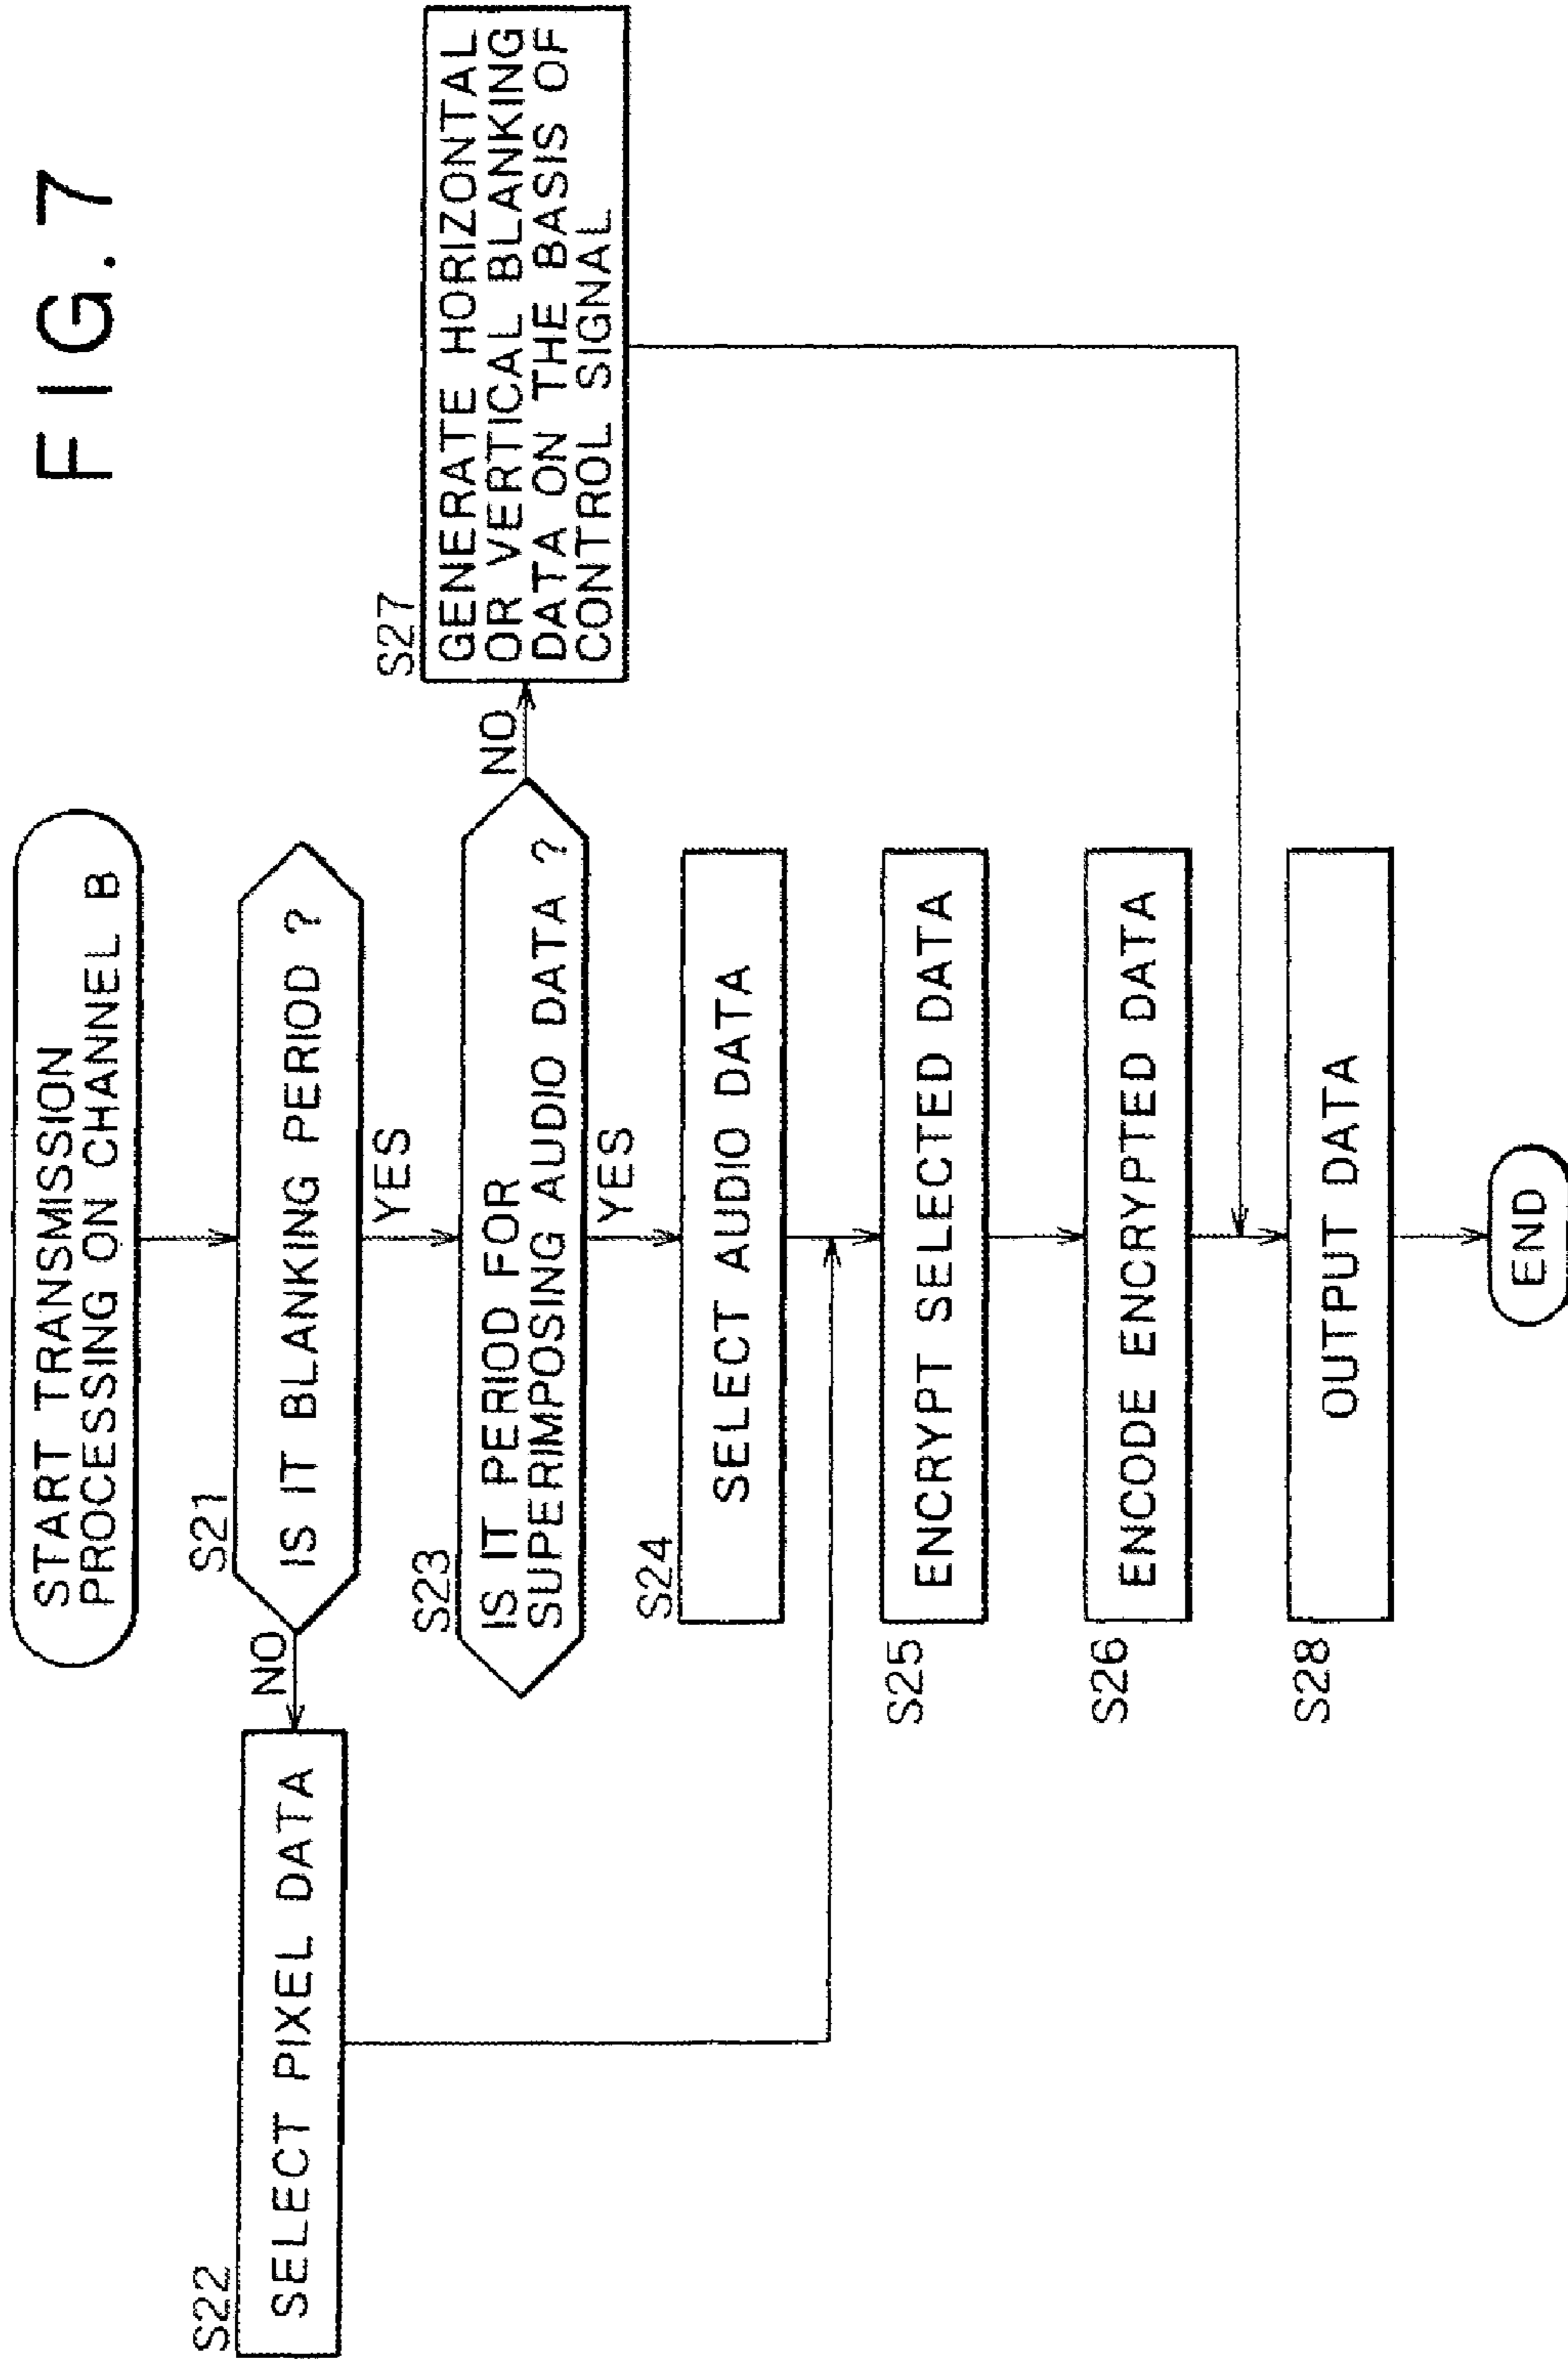 FIG. 7
START TRANSMISSION
PROCESSING ON CHANNEL B
S21
IS IT BLANKING PERIOD ?
NO
YES
S22
SELECT PIXEL DATA
S23
IS IT PERIOD FOR
SUPERIMPOSING AUDIO DATA ?
NO
YES
S27
GENERATE HORIZONTAL
OR VERTICAL BLANKING
DATA ON THE BASIS OF
CONTROL SIGNAL
S24
SELECT AUDIO DATA
S25
ENCRYPT SELECTED DATA
S26
ENCODE ENCRYPTED DATA
S28
OUTPUT DATA
END